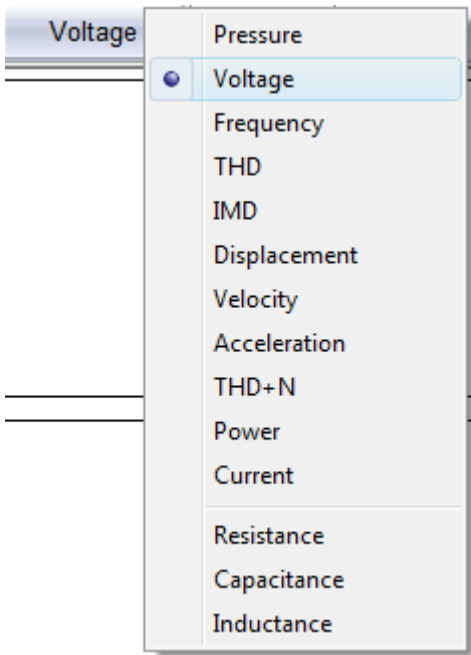 Voltage
Pressure
Voltage
Frequency
THD
IMD
Displacement
Velocity
Acceleration
THD+N
Power
Current
Resistance
Capacitance
Inductance